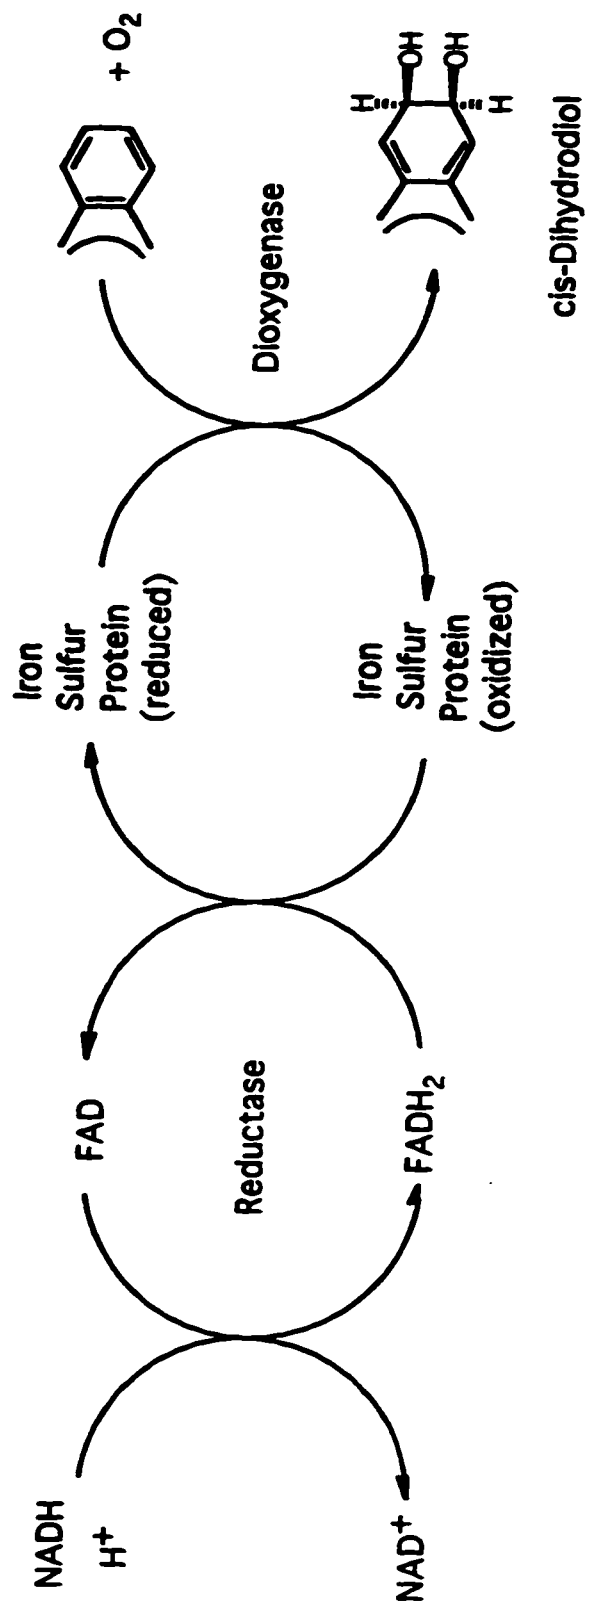 NADH
H+
NAD+
FAD
Reductase
FADH2
Iron
Sulfur
Protein
(reduced)
Iron
Sulfur
Protein
(oxidized)
Dioxygenase
+ O2
H
OH
OH
H
cis-Dihydrodiol